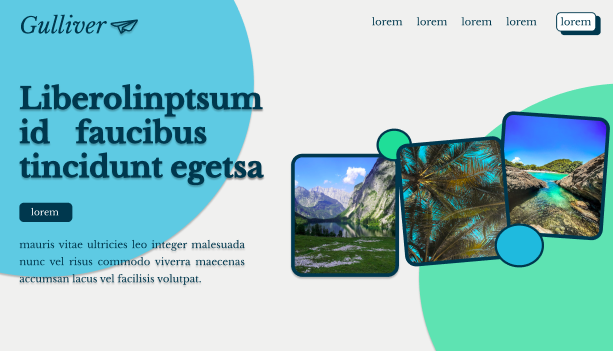 Gulliver
lorem lorem lorem lorem lorem
Liberolinptsum
id faucibus
tincidunt egetsa
lorem
mauris vitae ultricies leo integer malesuada
nunc vel risus commodo viverra maecenas
accumsan lacus vel facilisis volutpat.